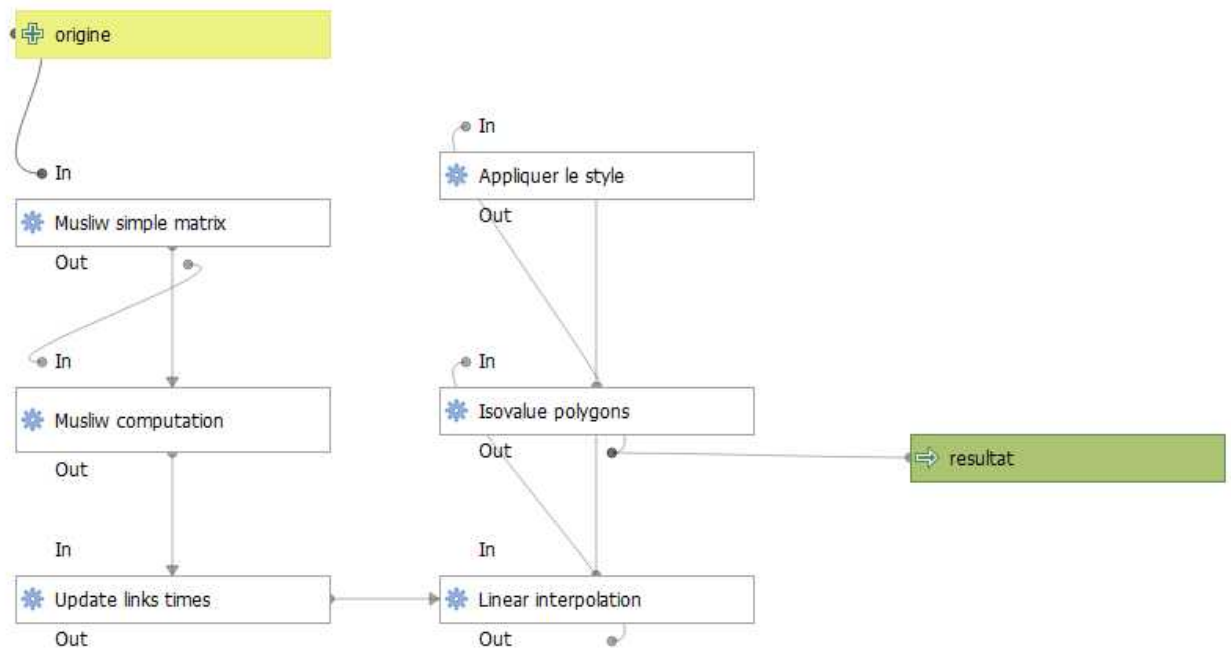 origine
In
Musliw simple matrix
Out
In
Musliw computation
Out
In
Update links times
Out
In
Appliquer le style
Out
In
Isovalue polygons
Out
In
Linear interpolation
Out
resultat